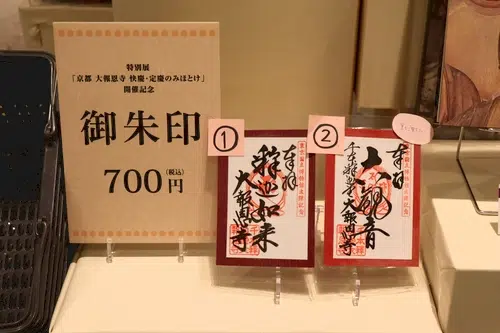 特別展
「京都 大報恩寺 快慶・定慶のみほとけ」
開催記念
御朱印
700円
(税込)
①
奉拝
釈迦如来
大報恩寺
②
奉拝
六観音
千本釈迦堂 大報恩寺